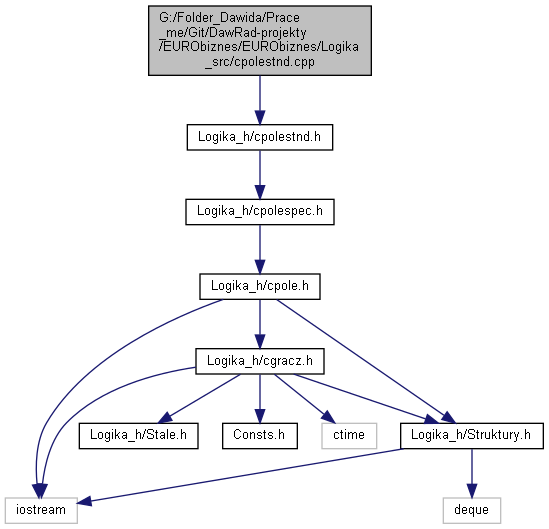 G:/Folder_Dawida/Prace
_me/Git/DawRad-projekty
/EURObiznes/EURObiznes/Logika
_src/cpolestnd.cpp
Logika_h/cpolestnd.h
Logika_h/cpolespec.h
Logika_h/cpole.h
Logika_h/cgracz.h
Logika_h/Stale.h
Consts.h
ctime
Logika_h/Struktury.h
iostream
deque